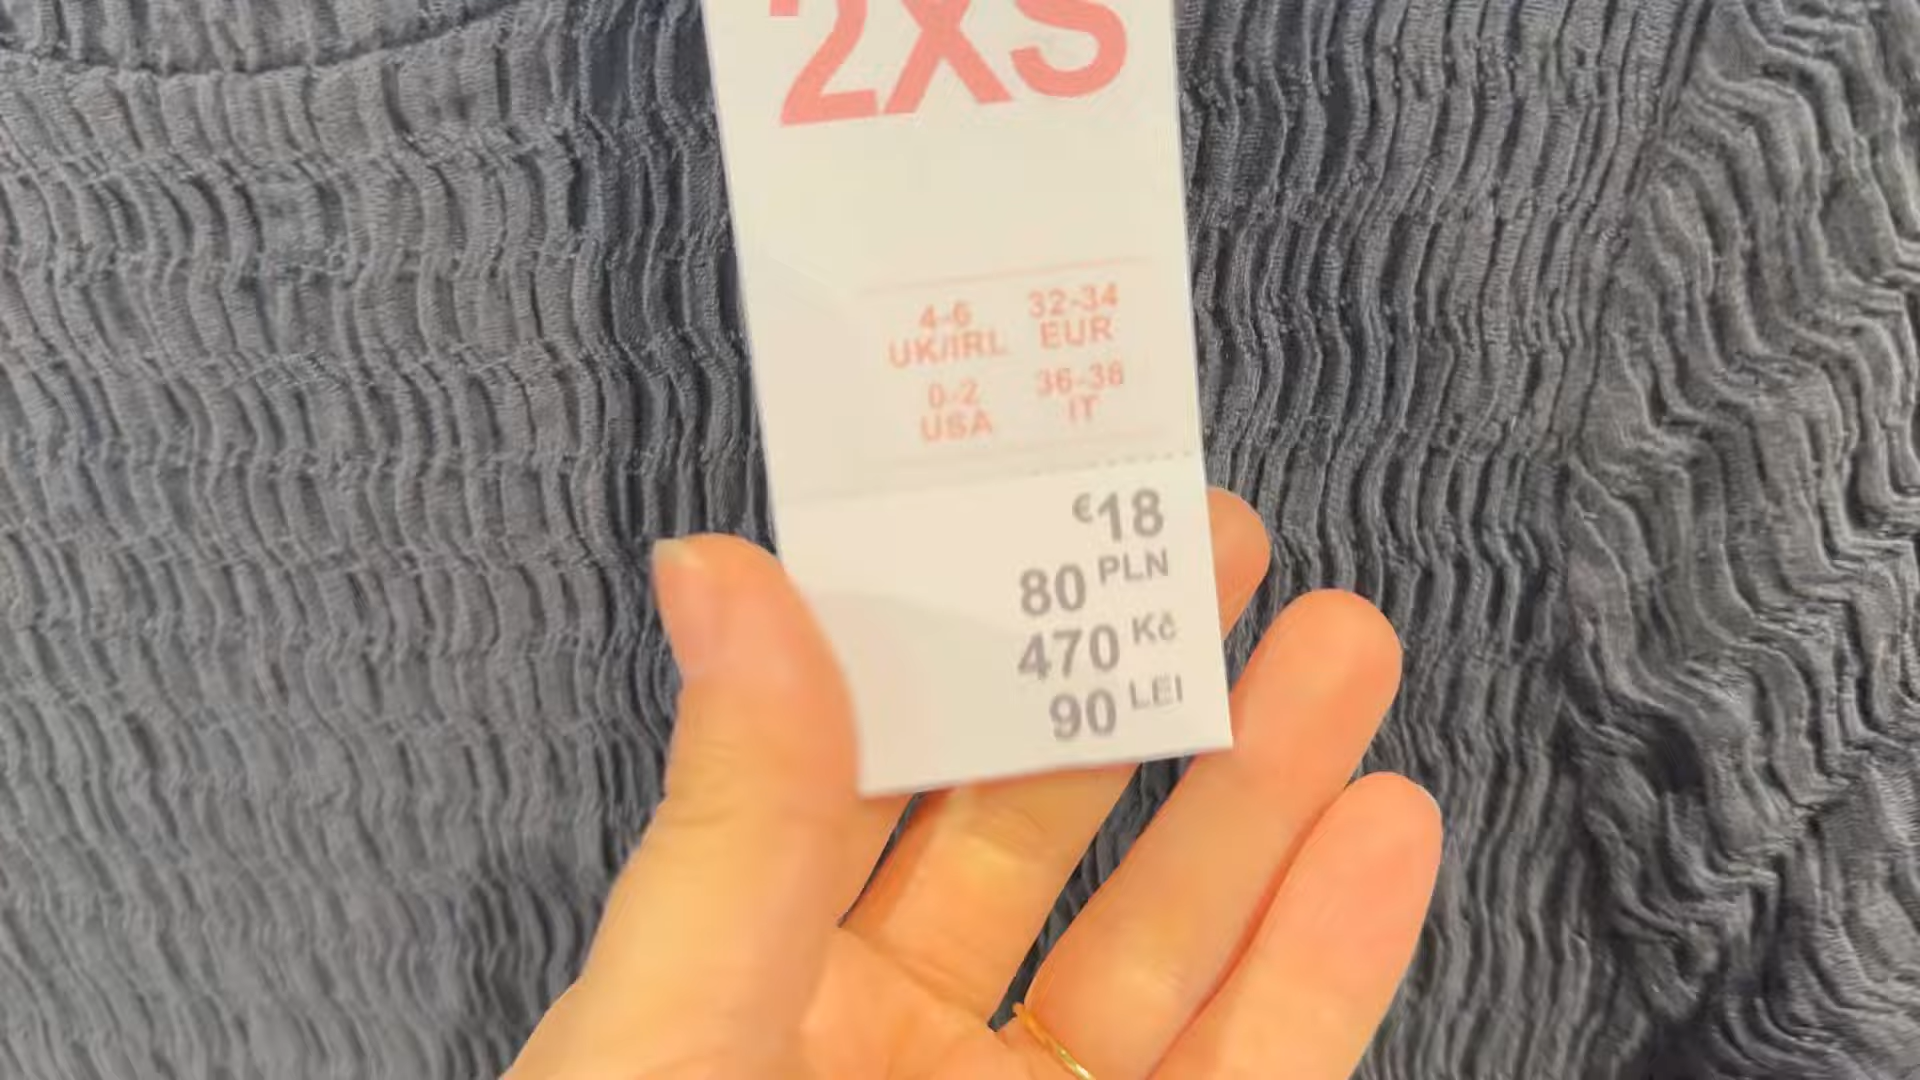 2XS
4-6 32-34
UK/IRL EUR
0-2 36-38
USA IT
€18
80 PLN
470 Kč
90 LEI